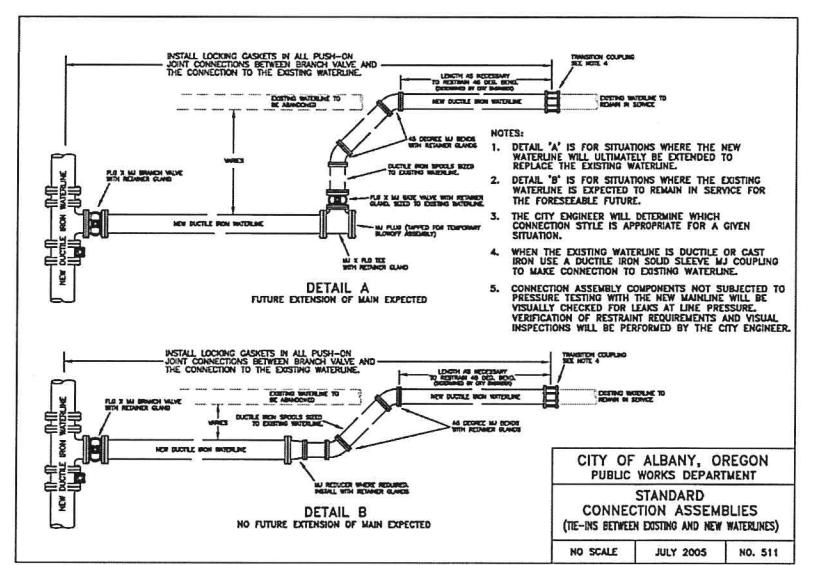 INSTALL LOCKING GASKETS IN ALL PUSH-ON
JOINT CONNECTIONS BETWEEN BRANCH VALVE AND
THE CONNECTION TO THE EXISTING WATERLINE.
TRANSITION COUPLING
SEE NOTE 4
LENGTH AS NECESSARY
TO RESTRAIN 45 DEG. BEND.
(DETERMINED BY CITY ENGINEER)
EXISTING WATERLINE TO
BE ABANDONED
NEW DUCTILE IRON WATERLINE
EXISTING WATERLINE TO
REMAIN IN SERVICE
45 DEGREE MJ BENDS
WITH RETAINER GLANDS
VARIES
DUCTILE IRON SPOOLS SIZED
TO EXISTING WATERLINE.
FLG X MJ BRANCH VALVE
WITH RETAINER GLAND
FLG X MJ GATE VALVE WITH RETAINER
GLAND, SIZED TO EXISTING WATERLINE.
NEW DUCTILE IRON WATERLINE
NEW DUCTILE IRON WATERLINE
MJ PLUG (TAPPED FOR TEMPORARY
BLOWOFF ASSEMBLY)
MJ X FLG TEE
WITH RETAINER GLAND
DETAIL A
FUTURE EXTENSION OF MAIN EXPECTED
NOTES:
1. DETAIL 'A' IS FOR SITUATIONS WHERE THE NEW
WATERLINE WILL ULTIMATELY BE EXTENDED TO
REPLACE THE EXISTING WATERLINE.
2. DETAIL 'B' IS FOR SITUATIONS WHERE THE EXISTING
WATERLINE IS EXPECTED TO REMAIN IN SERVICE FOR
THE FORESEEABLE FUTURE.
3. THE CITY ENGINEER WILL DETERMINE WHICH
CONNECTION STYLE IS APPROPRIATE FOR A GIVEN
SITUATION.
4. WHEN THE EXISTING WATERLINE IS DUCTILE OR CAST
IRON USE A DUCTILE IRON SOLID SLEEVE MJ COUPLING
TO MAKE CONNECTION TO EXISTING WATERLINE.
5. CONNECTION ASSEMBLY COMPONENTS NOT SUBJECTED TO
PRESSURE TESTING WITH THE NEW MAINLINE WILL BE
VISUALLY CHECKED FOR LEAKS AT LINE PRESSURE.
VERIFICATION OF RESTRAINT REQUIREMENTS AND VISUAL
INSPECTIONS WILL BE PERFORMED BY THE CITY ENGINEER.
INSTALL LOCKING GASKETS IN ALL PUSH-ON
JOINT CONNECTIONS BETWEEN BRANCH VALVE AND
THE CONNECTION TO THE EXISTING WATERLINE.
TRANSITION COUPLING
SEE NOTE 4
LENGTH AS NECESSARY
TO RESTRAIN 45 DEG. BEND.
(DETERMINED BY CITY ENGINEER)
EXISTING WATERLINE TO
BE ABANDONED
NEW DUCTILE IRON WATERLINE
EXISTING WATERLINE TO
REMAIN IN SERVICE
FLG X MJ BRANCH VALVE
WITH RETAINER GLAND
VARIES
DUCTILE IRON SPOOLS SIZED
TO EXISTING WATERLINE.
45 DEGREE MJ BENDS
WITH RETAINER GLANDS
NEW DUCTILE IRON WATERLINE
NEW DUCTILE IRON WATERLINE
MJ REDUCER WHERE REQUIRED.
INSTALL WITH RETAINER GLANDS
DETAIL B
NO FUTURE EXTENSION OF MAIN EXPECTED
CITY OF ALBANY, OREGON
PUBLIC WORKS DEPARTMENT
STANDARD
CONNECTION ASSEMBLIES
(TIE-INS BETWEEN EXISTING AND NEW WATERLINES)
NO SCALE
JULY 2005
NO. 511